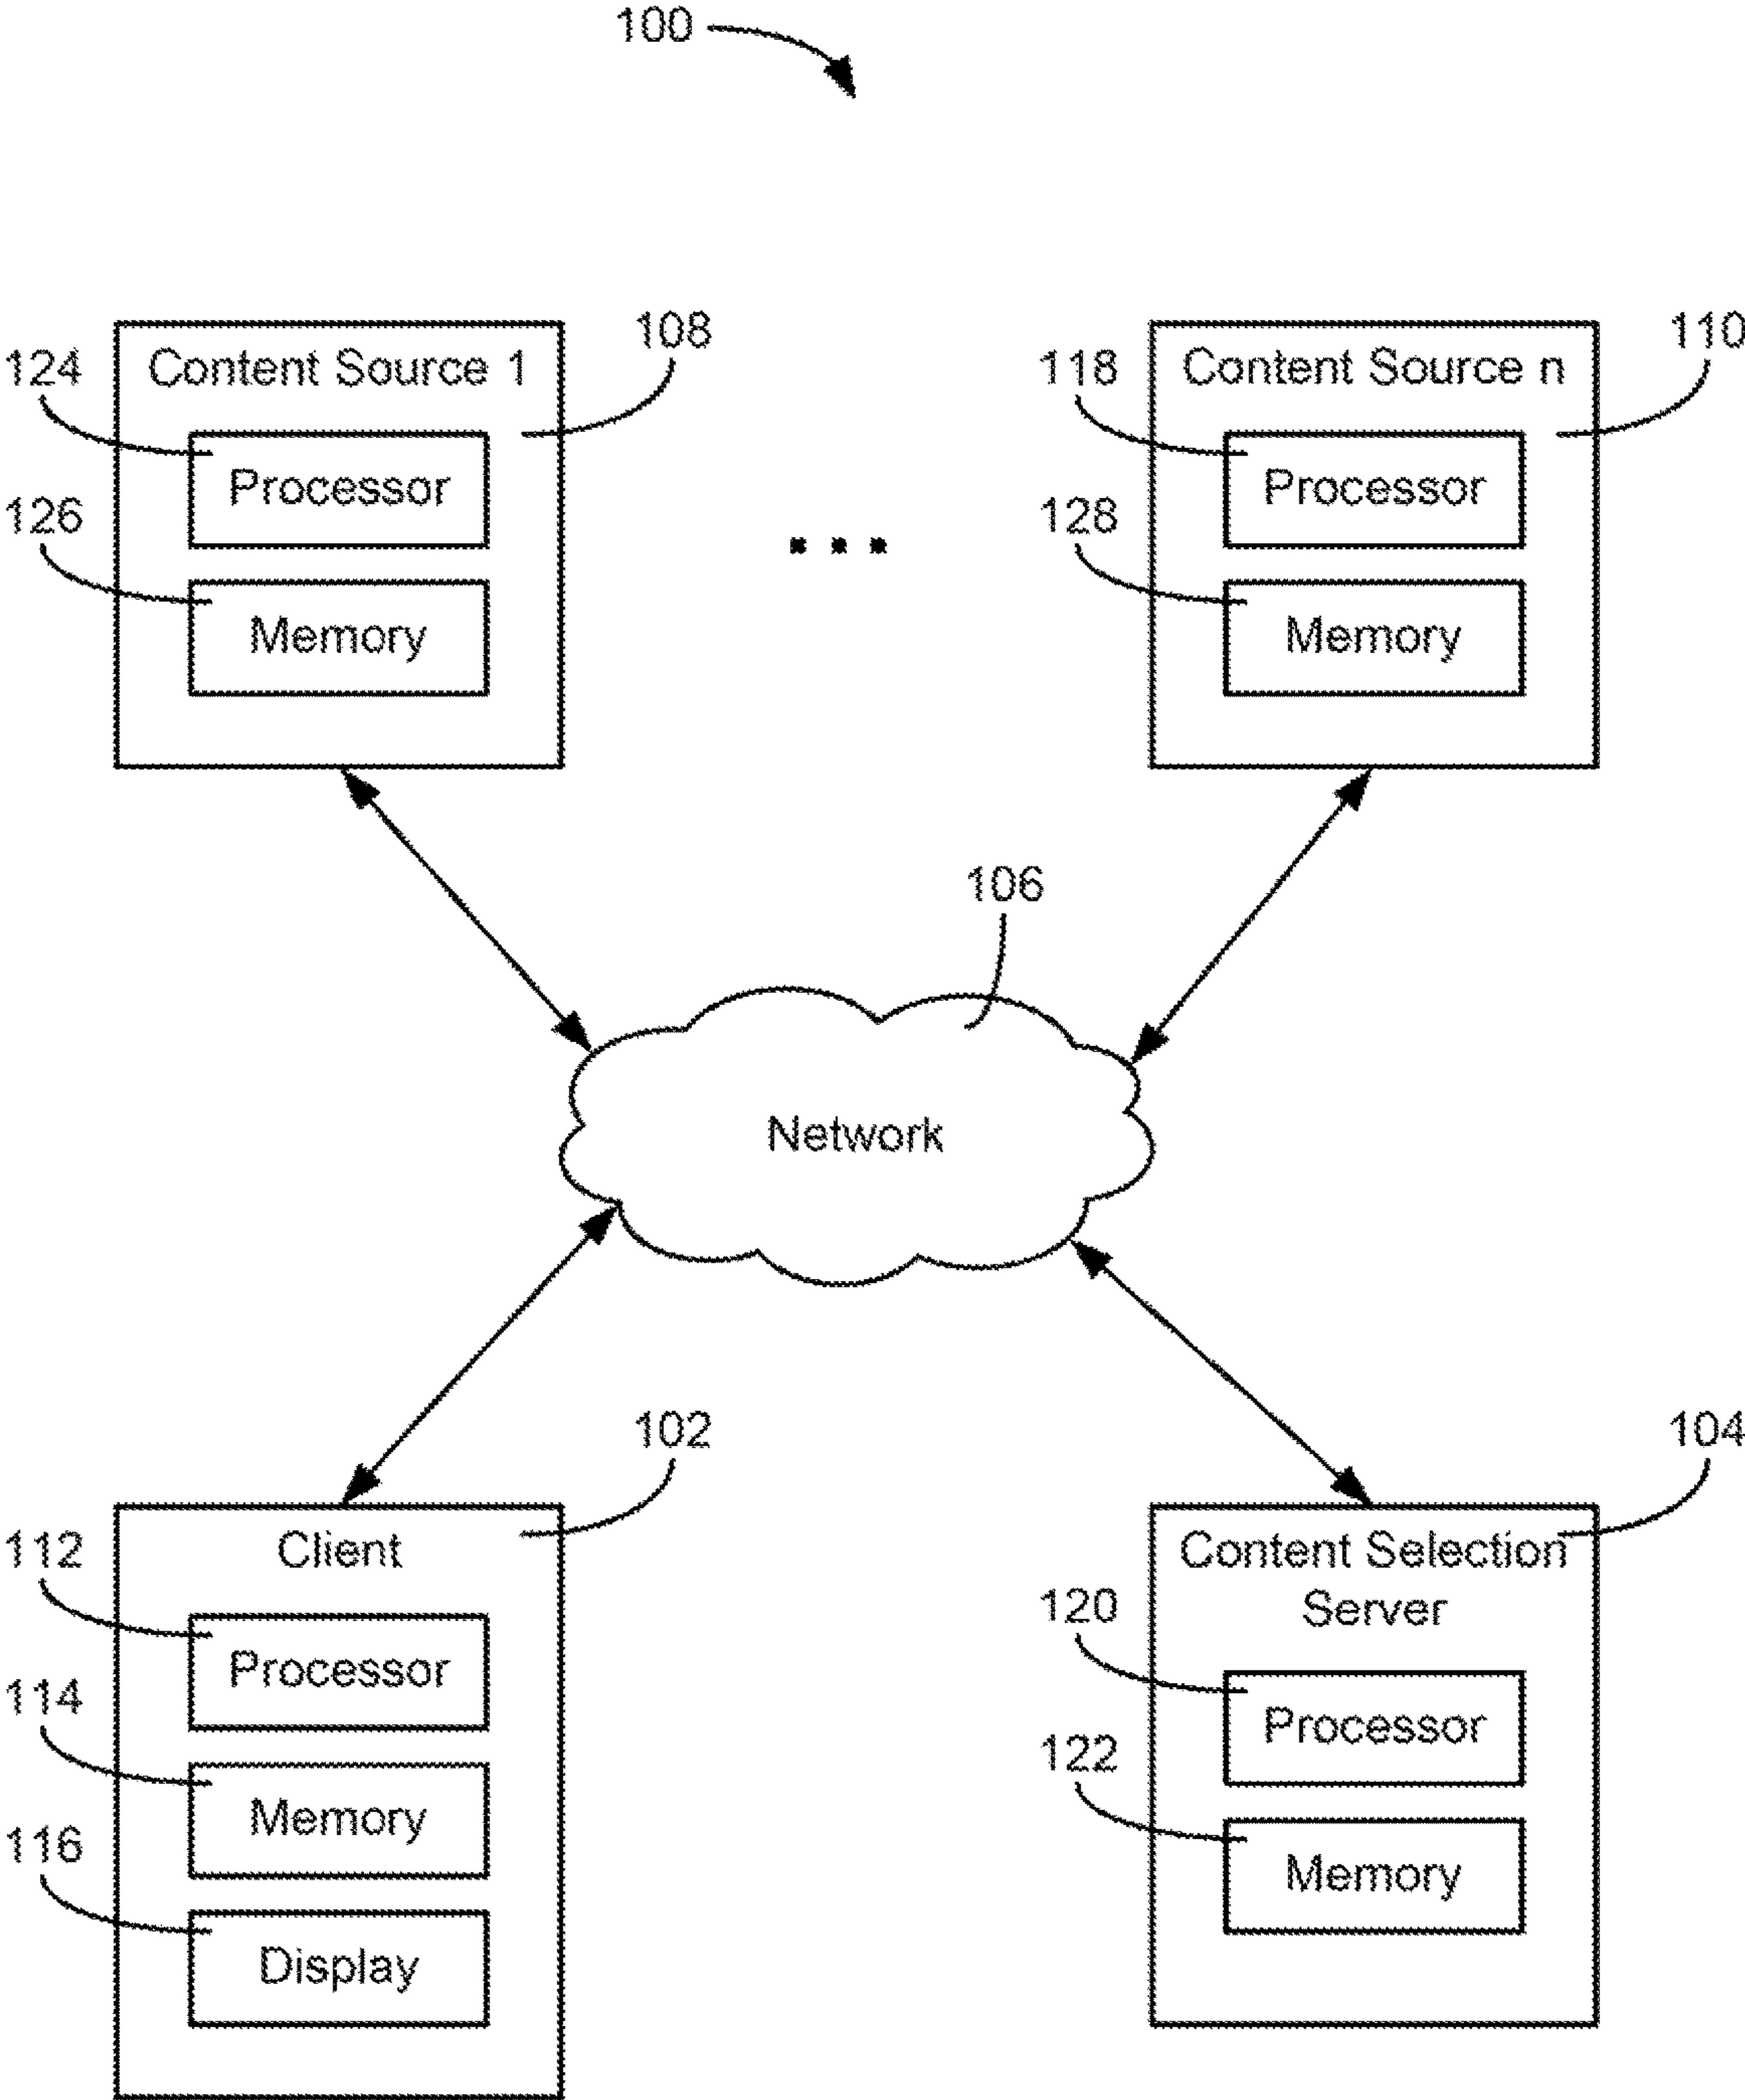 100
108
110
124
Content Source 1
118
Content Source n
Processor
Processor
126
128
Memory
Memory
106
Network
102
104
112
Client
Content Selection
Server
120
Processor
Processor
114
122
Memory
Memory
116
Display